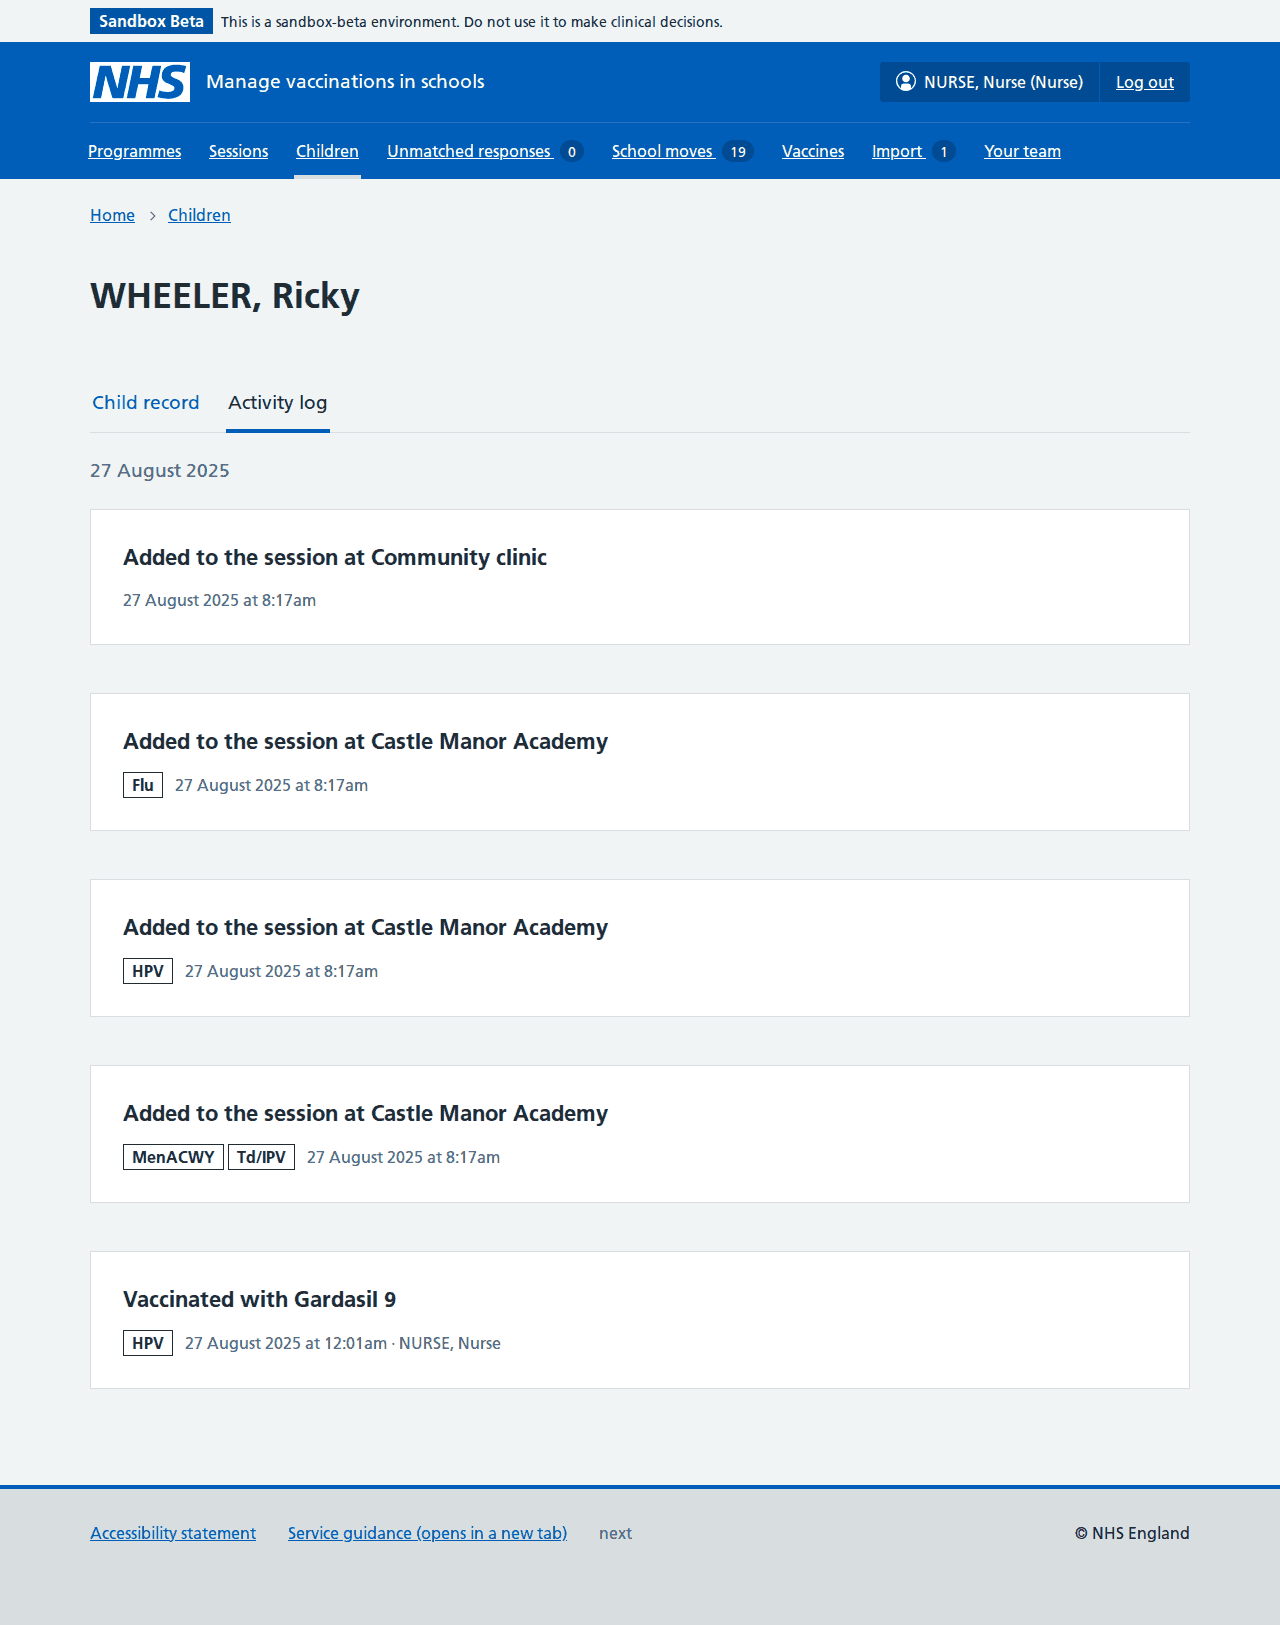 Sandbox Beta This is a sandbox-beta environment. Do not use it to make clinical decisions.
NHS Manage vaccinations in schools NURSE, Nurse (Nurse) Log out
Programmes Sessions Children Unmatched responses 0 School moves 19 Vaccines Import 1 Your team
Home > Children
WHEELER, Ricky
Child record Activity log
27 August 2025
Added to the session at Community clinic
27 August 2025 at 8:17am
Added to the session at Castle Manor Academy
Flu 27 August 2025 at 8:17am
Added to the session at Castle Manor Academy
HPV 27 August 2025 at 8:17am
Added to the session at Castle Manor Academy
MenACWY Td/IPV 27 August 2025 at 8:17am
Vaccinated with Gardasil 9
HPV 27 August 2025 at 12:01am · NURSE, Nurse
Accessibility statement Service guidance (opens in a new tab) next © NHS England